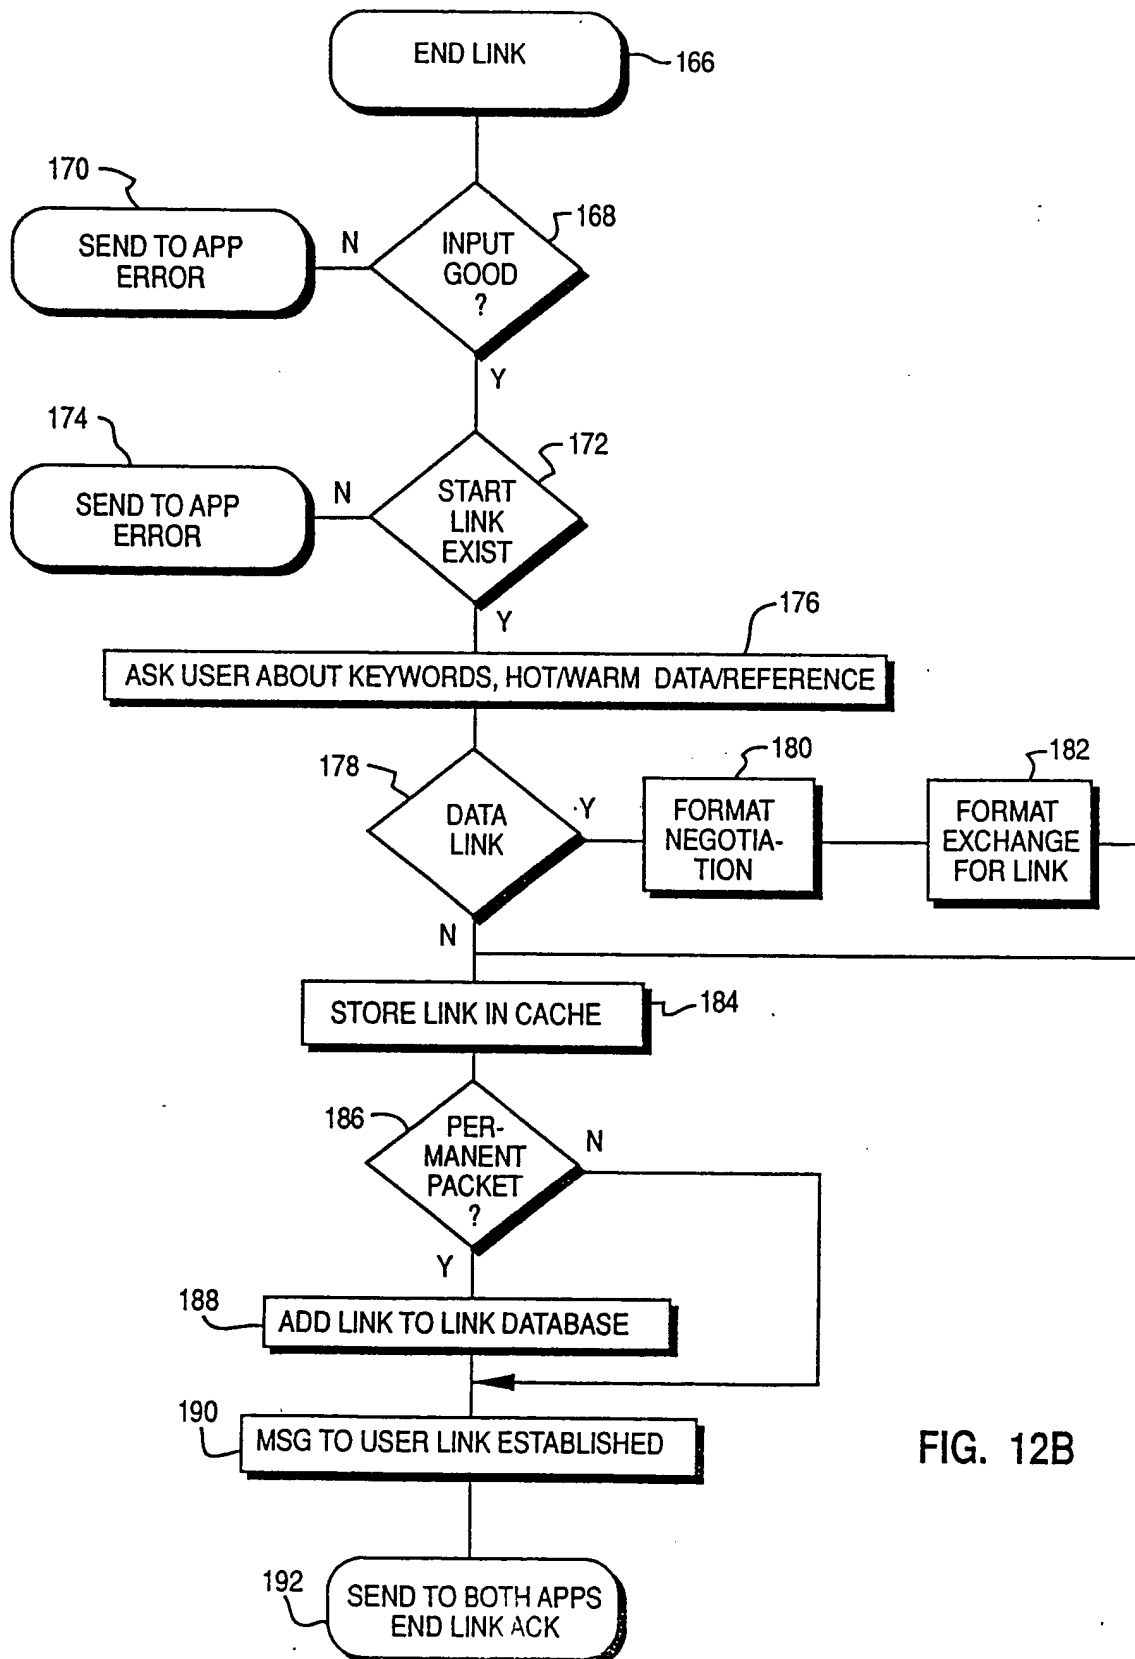 END LINK
166
170
168
SEND TO APP
ERROR
N
INPUT
GOOD
?
Y
174
172
SEND TO APP
ERROR
N
START
LINK
EXIST
Y
176
ASK USER ABOUT KEYWORDS, HOT/WARM DATA/REFERENCE
178
180
182
DATA
LINK
Y
FORMAT
NEGOTIA-
TION
FORMAT
EXCHANGE
FOR LINK
N
STORE LINK IN CACHE
184
186
PER-
MANENT
PACKET
?
N
Y
188
ADD LINK TO LINK DATABASE
190
MSG TO USER LINK ESTABLISHED
FIG. 12B
192
SEND TO BOTH APPS
END LINK ACK